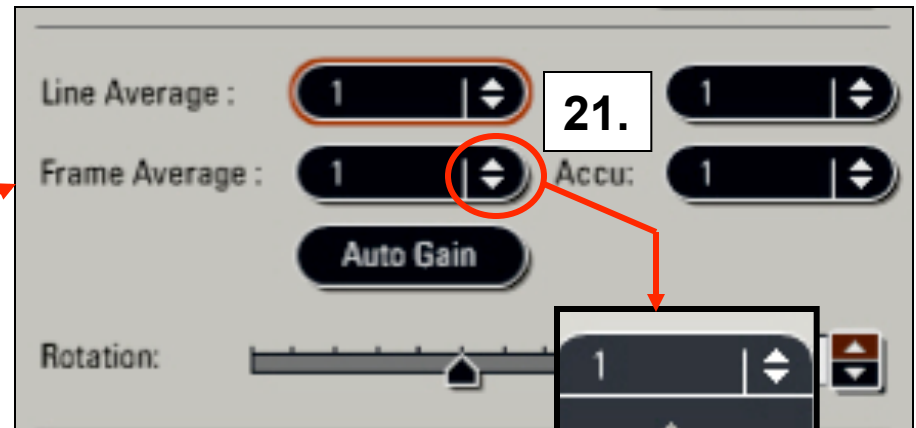 Line Average : 1 21. 1
Frame Average : 1 Accu: 1
Auto Gain
Rotation: 1